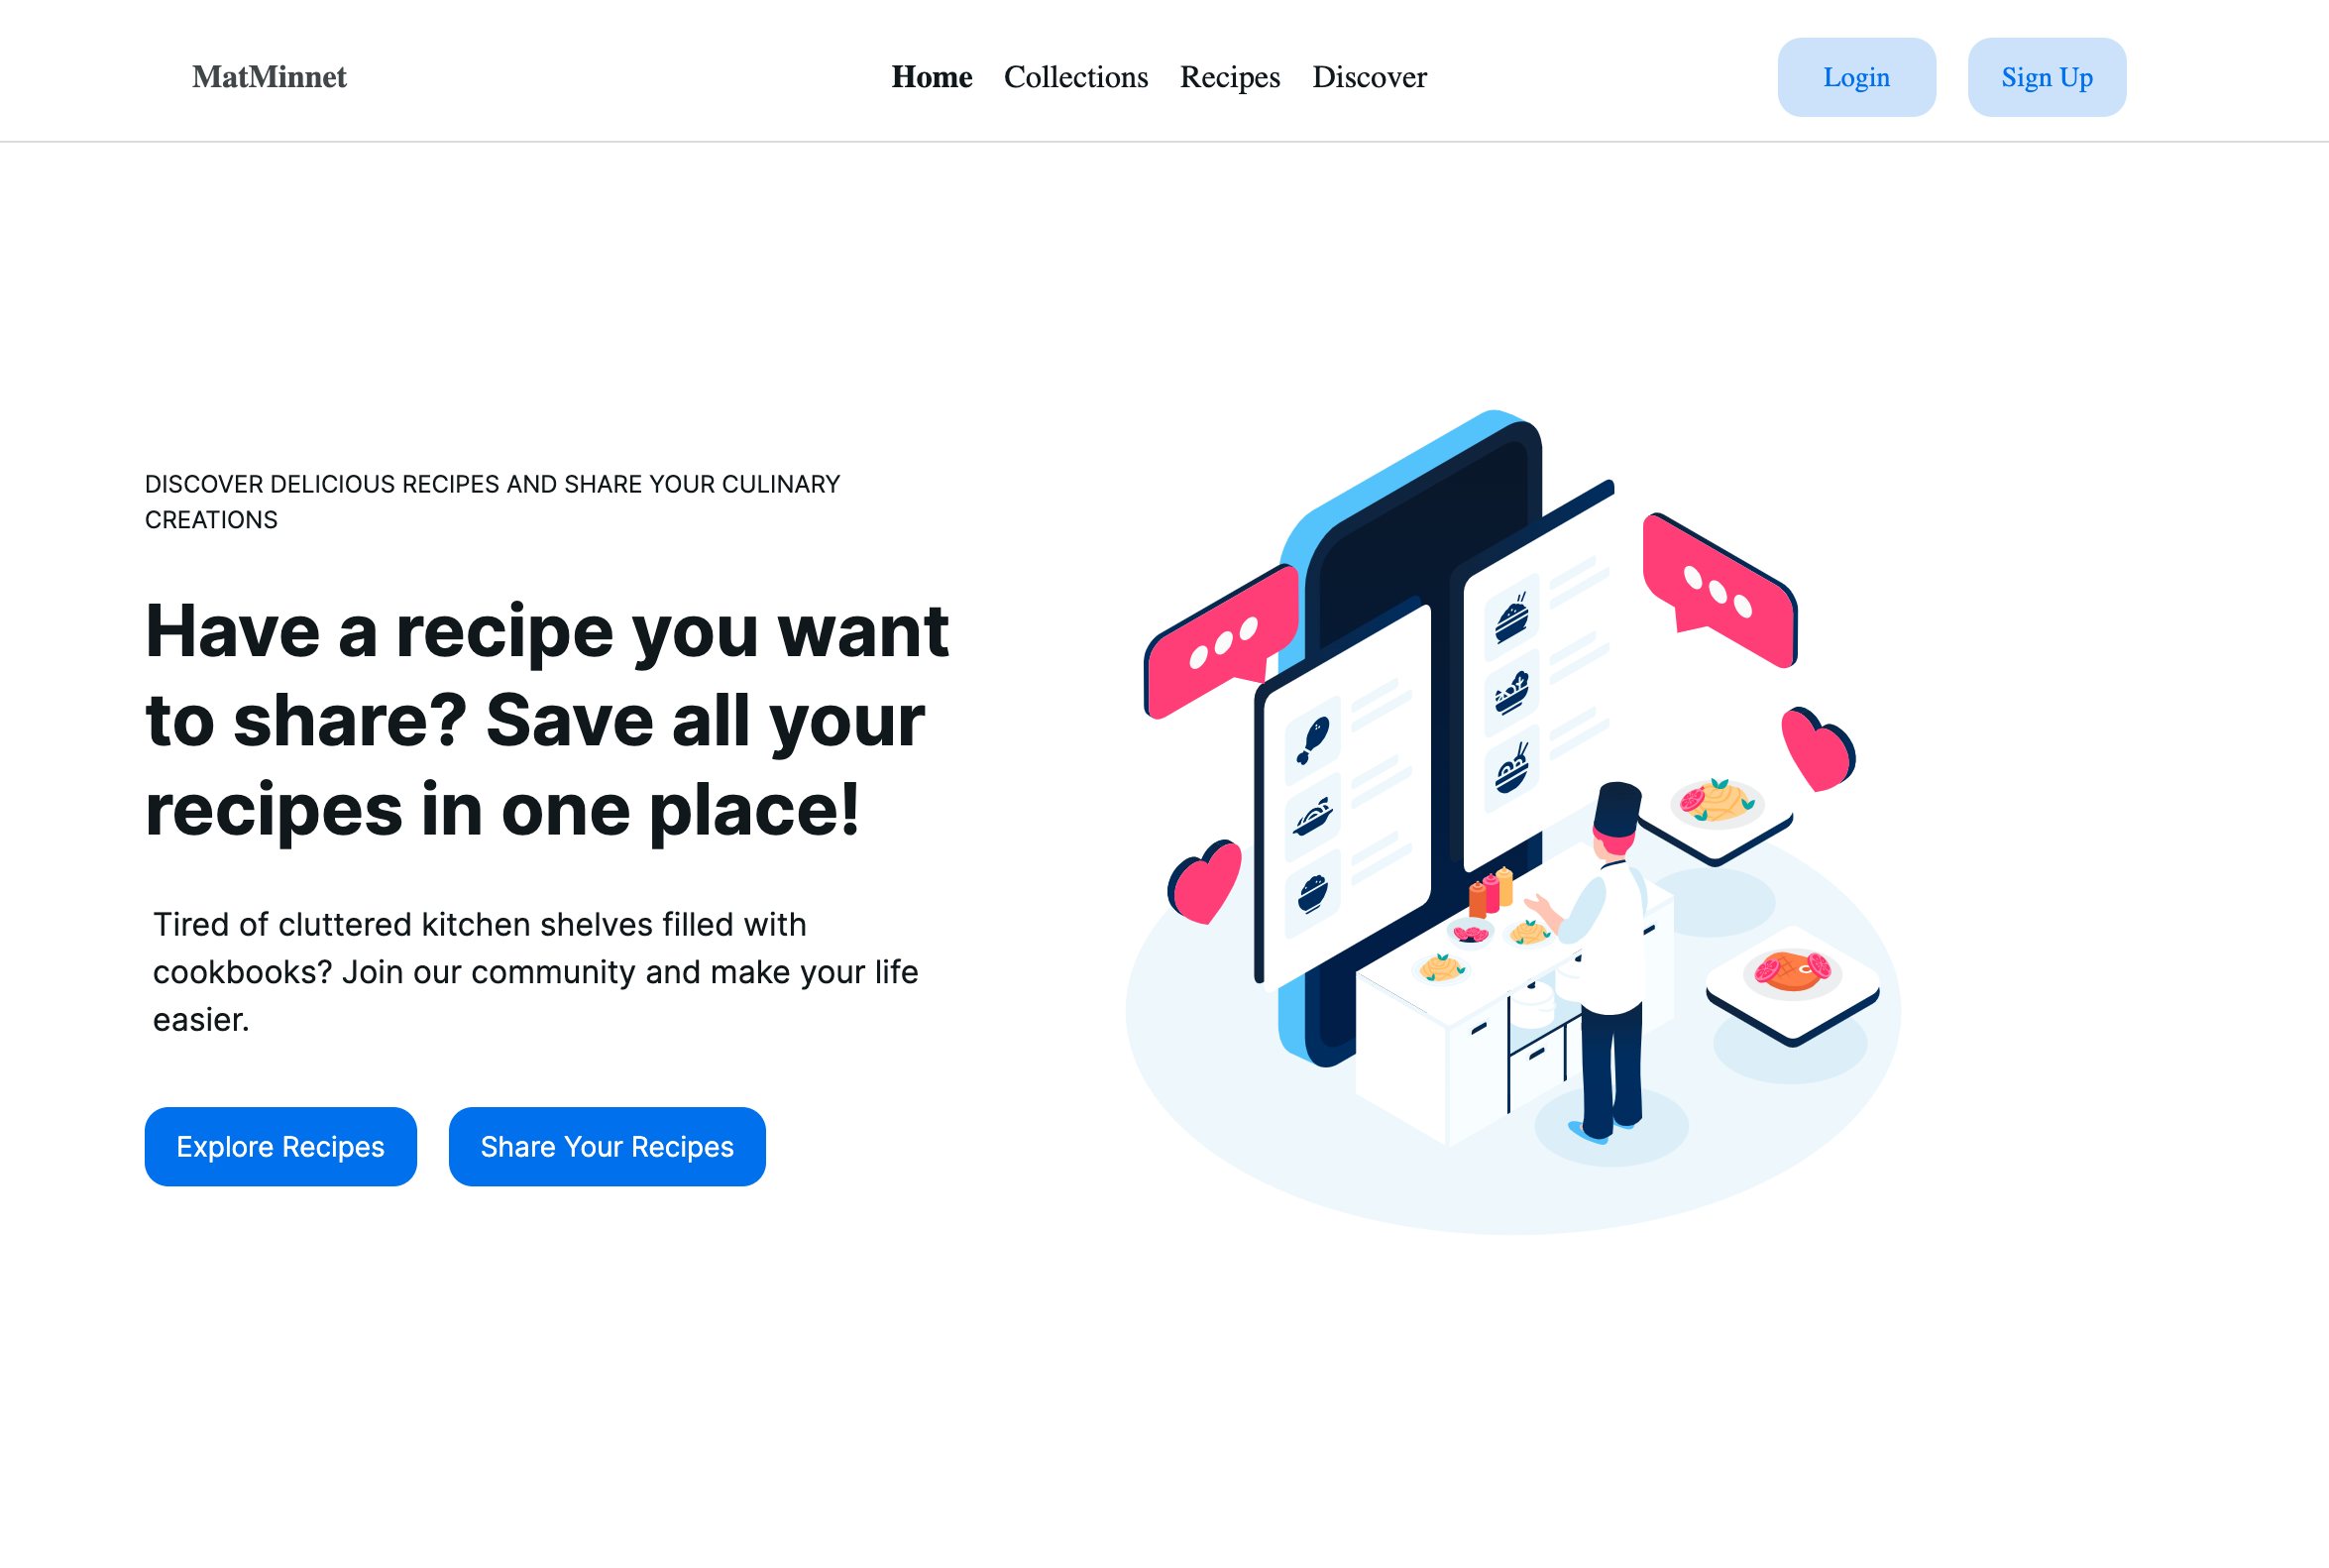 MatMinnet
Home Collections Recipes Discover
Login
Sign Up
DISCOVER DELICIOUS RECIPES AND SHARE YOUR CULINARY
CREATIONS
Have a recipe you want
to share? Save all your
recipes in one place!
Tired of cluttered kitchen shelves filled with
cookbooks? Join our community and make your life
easier.
Explore Recipes
Share Your Recipes